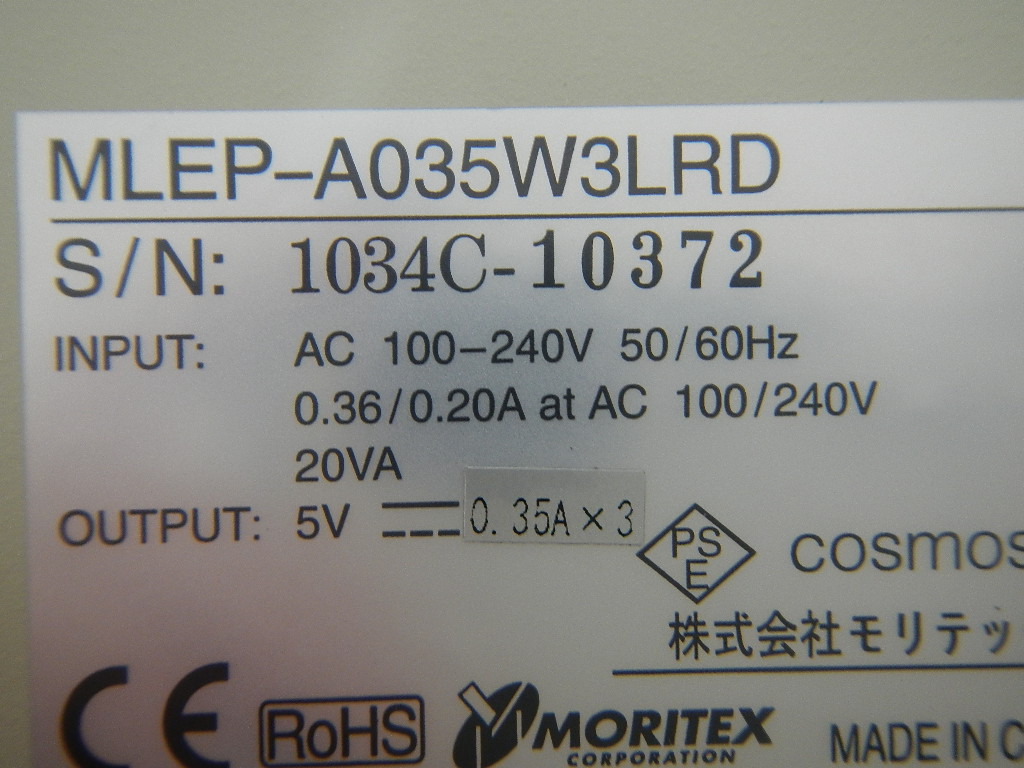 MLEP-A035W3LRD
S/N: 1034C-10372
INPUT: AC 100-240V 50/60Hz
0.36/0.20A at AC 100/240V
20VA
OUTPUT: 5V 0.35A×3
PSE
cosmos
株式会社モリテッ
CE RoHS MORITEX
CORPORATION
MADE IN C